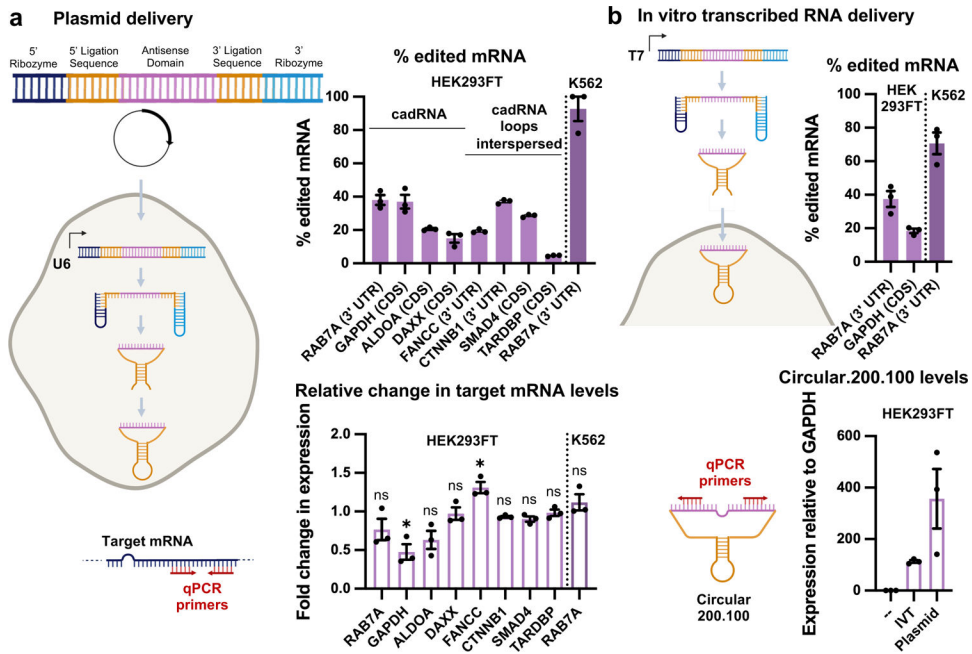 a Plasmid delivery
5' Ribozyme
5' Ligation Sequence
Antisense Domain
3' Ligation Sequence
3' Ribozyme
U6
Target mRNA
qPCR
primers
% edited mRNA
HEK293FT
K562
cadRNA
cadRNA
loops
interspersed
% edited mRNA
100
80
60
40
20
0
RAB7A (3' UTR)
GAPDH (CDS)
ALDOA (CDS)
DAXX (CDS)
FANCC (3' UTR)
CTNNB1 (3' UTR)
SMAD4 (CDS)
TARDBP (CDS)
RAB7A (3' UTR)
Relative change in target mRNA levels
HEK293FT
K562
Fold change in expression
2.0
1.5
1.0
0.5
0.0
ns
*
ns
ns
*
ns
ns
ns
ns
RAB7A
GAPDH
ALDOA
DAXX
FANCC
CTNNB1
SMAD4
TARDBP
RAB7A
b In vitro transcribed RNA delivery
T7
% edited mRNA
HEK
293FT
K562
% edited mRNA
100
80
60
40
20
0
RAB7A (3' UTR)
GAPDH (CDS)
RAB7A (3' UTR)
qPCR
primers
Circular
200.100
Circular.200.100 levels
HEK293FT
Expression relative to GAPDH
600
400
200
0
--
IVT
Plasmid